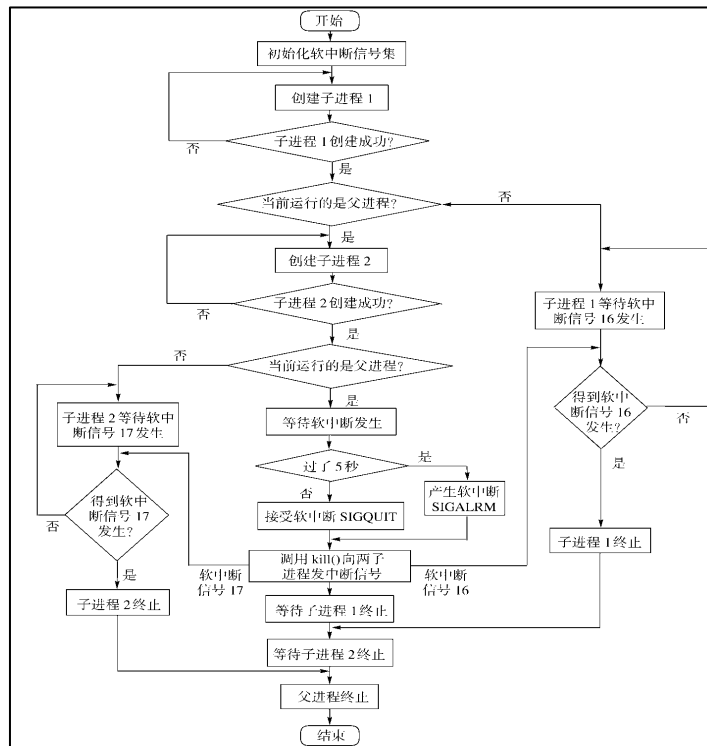 开始
初始化软中断信号集
创建子进程 1
子进程 1 创建成功?
否
是
当前运行的是父进程?
否
是
创建子进程 2
子进程 2 创建成功?
否
是
子进程 1 等待软中
断信号 16 发生
当前运行的是父进程?
否
是
得到软中
断信号 16
发生?
否
是
子进程 2 等待软中
断信号 17 发生
等待软中断发生
过了 5 秒
是
否
得到软中
断信号 17
发生?
否
是
接受软中断 SIGQUIT
产生软中断
SIGALRM
子进程 1 终止
调用 kill()向两子
进程发中断信号
软中断
信号 17
软中断
信号 16
子进程 2 终止
等待子进程 1 终止
等待子进程 2 终止
父进程终止
结束